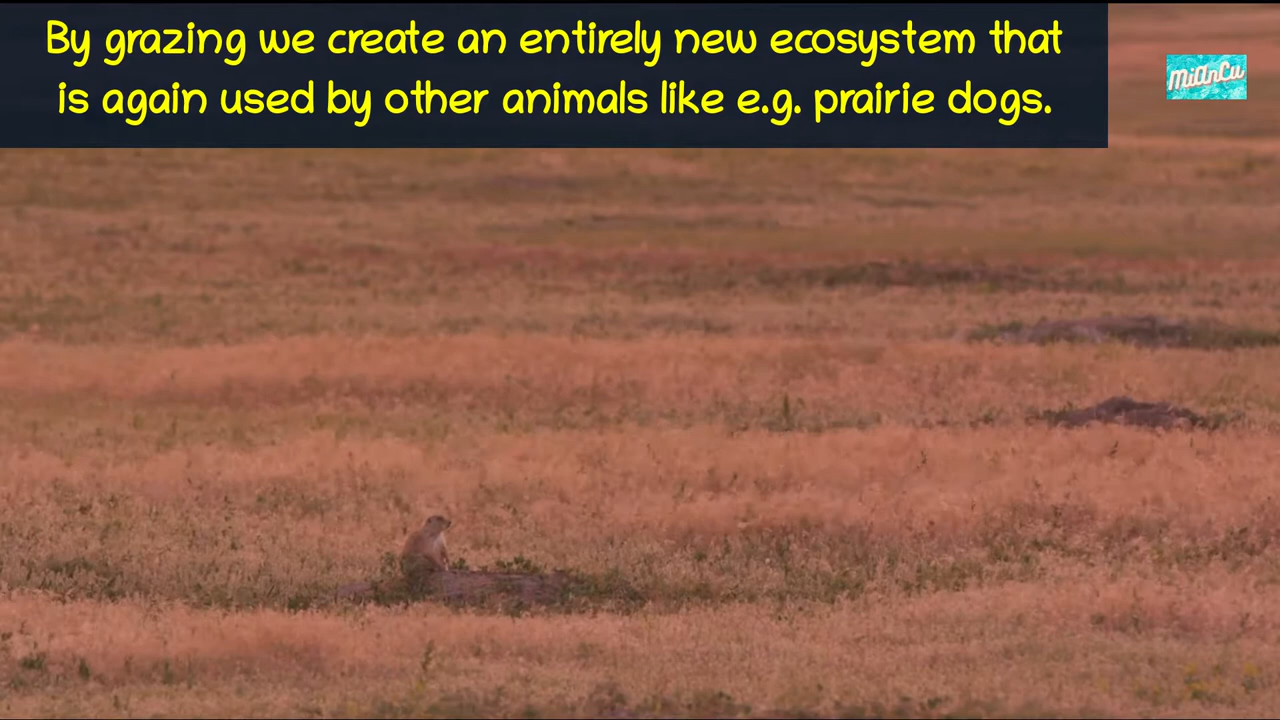 By grazing we create an entirely new ecosystem that
is again used by other animals like e.g. prairie dogs.
MiAnCu